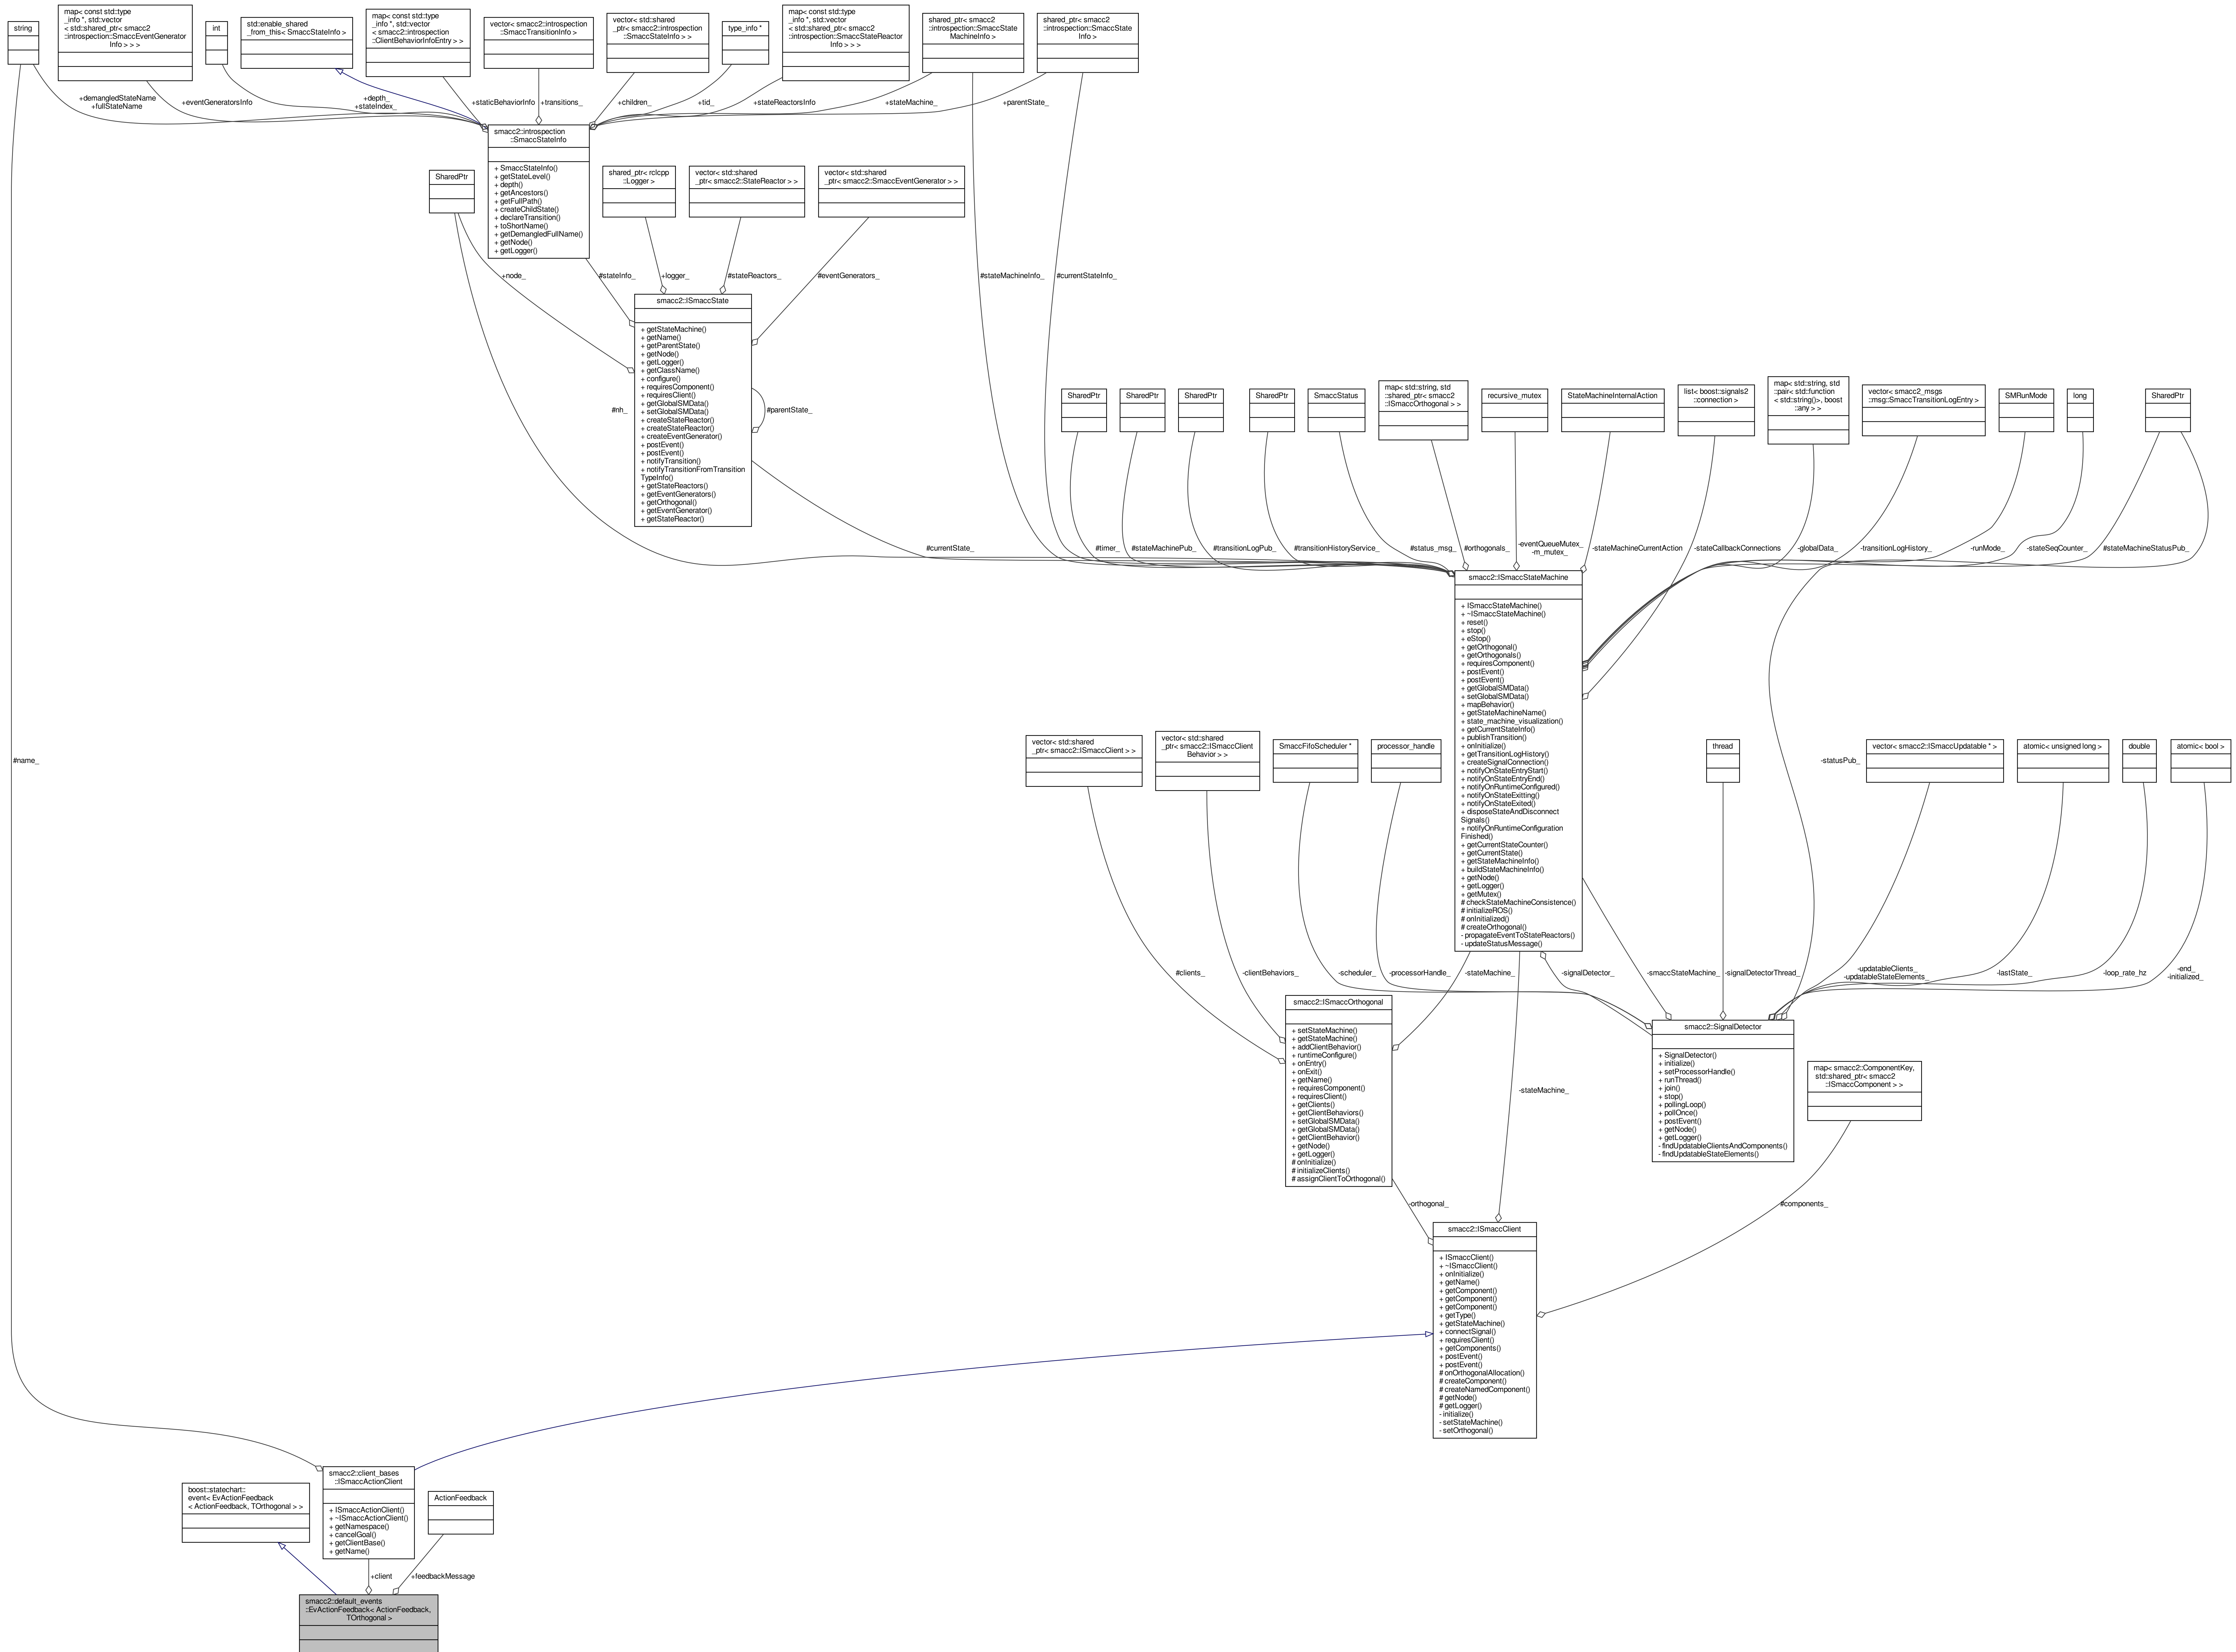 string
map< const std::type
_info *, std::vector
< std::shared_ptr< smacc2
::introspection::SmaccEventGenerator
Info > > >
int
std::enable_shared
_from_this< SmaccStateInfo >
map< const std::type
_info *, std::vector
< smacc2::introspection
::ClientBehaviorInfoEntry > >
vector< smacc2::introspection
::SmaccTransitionInfo >
vector< std::shared
_ptr< smacc2::introspection
::SmaccStateInfo > >
type_info *
map< const std::type
_info *, std::vector
< std::shared_ptr< smacc2
::introspection::SmaccStateReactor
Info > > >
shared_ptr< smacc2
::introspection::SmaccState
MachineInfo >
shared_ptr< smacc2
::introspection::SmaccState
Info >
+demangledStateName
+fullStateName
+eventGeneratorsInfo
+depth_
+stateIndex_
+staticBehaviorInfo
+transitions_
+children_
+tid_
+stateReactorsInfo
+stateMachine_
+parentState_
smacc2::introspection
::SmaccStateInfo
+ SmaccStateInfo()
+ getStateLevel()
+ depth()
+ getAncestors()
+ getFullPath()
+ createChildState()
+ declareTransition()
+ toShortName()
+ getDemangledFullName()
+ getNode()
+ getLogger()
SharedPtr
shared_ptr< rclcpp
::Logger >
vector< std::shared
_ptr< smacc2::StateReactor > >
vector< std::shared
_ptr< smacc2::SmaccEventGenerator > >
+node_
#stateInfo_
+logger_
#stateReactors_
#eventGenerators_
#stateMachineInfo_
#currentStateInfo_
smacc2::ISmaccState
+ getStateMachine()
+ getName()
+ getParentState()
+ getNode()
+ getLogger()
+ getClassName()
+ configure()
+ requiresComponent()
+ requiresClient()
+ getGlobalSMData()
+ setGlobalSMData()
+ createStateReactor()
+ createStateReactor()
+ createEventGenerator()
+ postEvent()
+ postEvent()
+ notifyTransition()
+ notifyTransitionFromTransition
TypeInfo()
+ getStateReactors()
+ getEventGenerators()
+ getOrthogonal()
+ getEventGenerator()
+ getStateReactor()
#nh_
#parentState_
SharedPtr
SharedPtr
SharedPtr
SharedPtr
SmaccStatus
map< std::string, std
::shared_ptr< smacc2
::ISmaccOrthogonal > >
recursive_mutex
StateMachineInternalAction
list< boost::signals2
::connection >
map< std::string, std
::pair< std::function
< std::string()>, boost
::any > >
vector< smacc2_msgs
::msg::SmaccTransitionLogEntry >
SMRunMode
long
SharedPtr
#currentState_
#timer_
#stateMachinePub_
#transitionLogPub_
#transitionHistoryService_
#status_msg_
#orthogonals_
-eventQueueMutex_
-m_mutex_
-stateMachineCurrentAction
-stateCallbackConnections
-globalData_
-transitionLogHistory_
-runMode_
-stateSeqCounter_
#stateMachineStatusPub_
smacc2::ISmaccStateMachine
+ ISmaccStateMachine()
+ ~ISmaccStateMachine()
+ reset()
+ stop()
+ eStop()
+ getOrthogonal()
+ getOrthogonals()
+ requiresComponent()
+ postEvent()
+ postEvent()
+ getGlobalSMData()
+ setGlobalSMData()
+ mapBehavior()
+ getStateMachineName()
+ state_machine_visualization()
+ getCurrentStateInfo()
+ publishTransition()
+ onInitialize()
+ getTransitionLogHistory()
+ createSignalConnection()
+ notifyOnStateEntryStart()
+ notifyOnStateEntryEnd()
+ notifyOnRuntimeConfigured()
+ notifyOnStateExitting()
+ notifyOnStateExited()
+ disposeStateAndDisconnect
Signals()
+ notifyOnRuntimeConfiguration
Finished()
+ getCurrentStateCounter()
+ getCurrentState()
+ getStateMachineInfo()
+ buildStateMachineInfo()
+ getNode()
+ getLogger()
+ getMutex()
# checkStateMachineConsistence()
# initializeROS()
# onInitialized()
# createOrthogonal()
- propagateEventToStateReactors()
- updateStatusMessage()
#name_
vector< std::shared
_ptr< smacc2::ISmaccClient > >
vector< std::shared
_ptr< smacc2::ISmaccClient
Behavior > >
SmaccFifoScheduler *
processor_handle
thread
-statusPub_
vector< smacc2::ISmaccUpdatable * >
atomic< unsigned long >
double
atomic< bool >
#clients_
-clientBehaviors_
-scheduler_
-processorHandle_
-stateMachine_
-signalDetector_
-smaccStateMachine_
-signalDetectorThread_
-updatableClients_
-updatableStateElements_
-lastState_
-loop_rate_hz
-end_
-initialized_
smacc2::ISmaccOrthogonal
+ setStateMachine()
+ getStateMachine()
+ addClientBehavior()
+ runtimeConfigure()
+ onEntry()
+ onExit()
+ getName()
+ requiresComponent()
+ requiresClient()
+ getClients()
+ getClientBehaviors()
+ setGlobalSMData()
+ getGlobalSMData()
+ getClientBehavior()
+ getNode()
+ getLogger()
# onInitialize()
# initializeClients()
# assignClientToOrthogonal()
smacc2::SignalDetector
+ SignalDetector()
+ initialize()
+ setProcessorHandle()
+ runThread()
+ join()
+ stop()
+ pollingLoop()
+ pollOnce()
+ postEvent()
+ getNode()
+ getLogger()
- findUpdatableClientsAndComponents()
- findUpdatableStateElements()
map< smacc2::ComponentKey,
std::shared_ptr< smacc2
::ISmaccComponent > >
-stateMachine_
-orthogonal_
#components_
smacc2::ISmaccClient
+ ISmaccClient()
+ ~ISmaccClient()
+ onInitialize()
+ getName()
+ getComponent()
+ getComponent()
+ getComponent()
+ getType()
+ getStateMachine()
+ connectSignal()
+ requiresClient()
+ getComponents()
+ postEvent()
+ postEvent()
# onOrthogonalAllocation()
# createComponent()
# createNamedComponent()
# getNode()
# getLogger()
- initialize()
- setStateMachine()
- setOrthogonal()
boost::statechart::
event< EvActionFeedback
< ActionFeedback, TOrthogonal > >
smacc2::client_bases
::ISmaccActionClient
+ ISmaccActionClient()
+ ~ISmaccActionClient()
+ getNamespace()
+ cancelGoal()
+ getClientBase()
+ getName()
ActionFeedback
+client
+feedbackMessage
smacc2::default_events
::EvActionFeedback< ActionFeedback,
TOrthogonal >